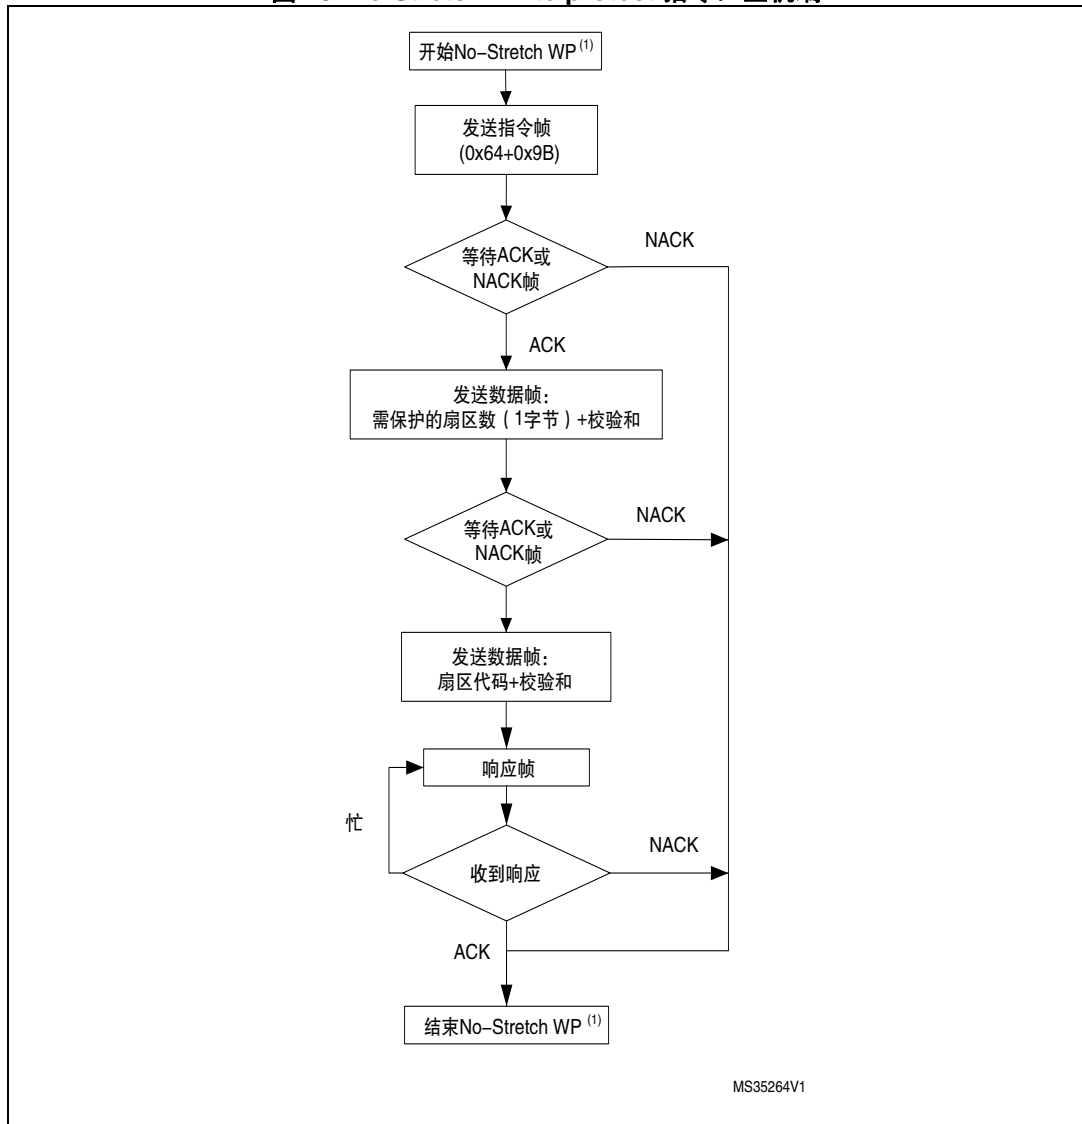 开始No–Stretch WP (1)
发送指令帧
(0x64+0x9B)
等待ACK或
NACK帧
NACK
ACK
发送数据帧：
需保护的扇区数（1字节）+校验和
等待ACK或
NACK帧
NACK
发送数据帧：
扇区代码+校验和
响应帧
忙
收到响应
NACK
ACK
结束No–Stretch WP (1)
MS35264V1